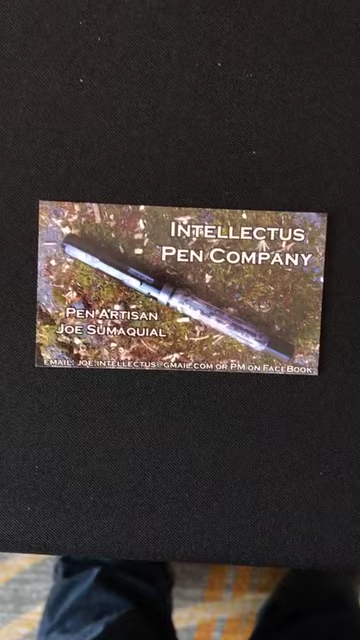 Intellectus
Pen Company
Pen Artisan
Joe Sumaquial
email: joe.intellectus@gmail.com or PM on FaceBook